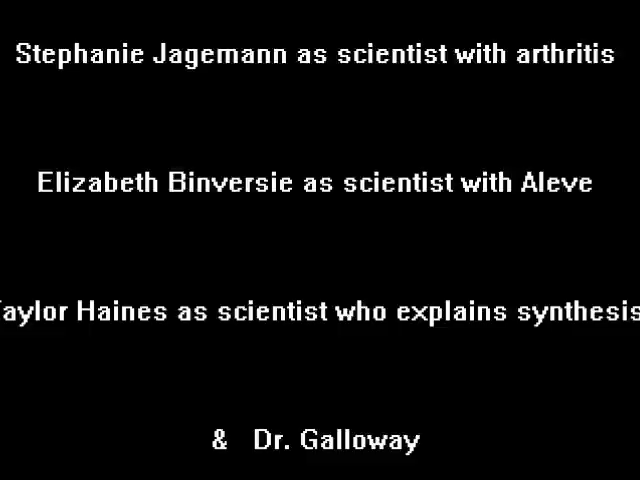 Stephanie Jagemann as scientist with arthritis
Elizabeth Binversie as scientist with Aleve
Taylor Haines as scientist who explains synthesis
& Dr. Galloway